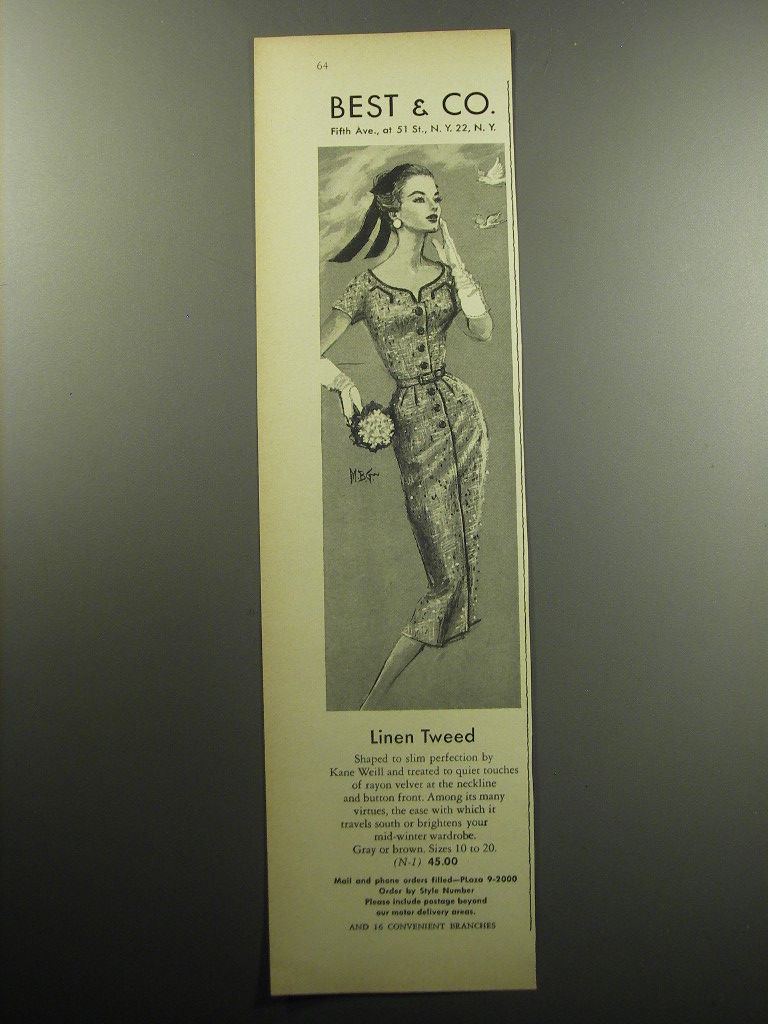 64
BEST & CO.
Fifth Ave., at 51 St., N. Y. 22, N. Y.
M.B.G.
Linen Tweed
Shaped to slim perfection by
Kane Weill and treated to quiet touches
of rayon velvet at the neckline
and button front. Among its many
virtues, the ease with which it
travels south or brightens your
mid-winter wardrobe.
Gray or brown. Sizes 10 to 20.
(N-1) 45.00
Mail and phone orders filled—PLaza 9-2000
Order by Style Number
Please include postage beyond
our motor delivery areas.
AND 16 CONVENIENT BRANCHES